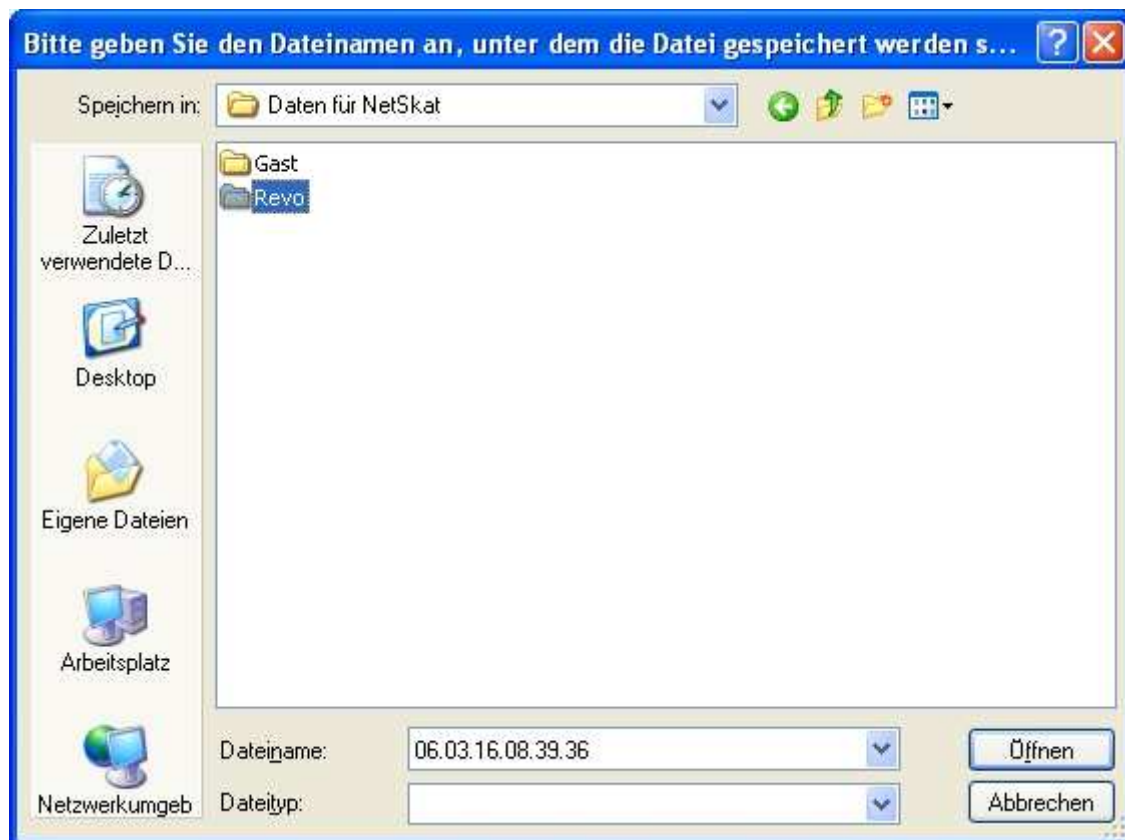 Bitte geben Sie den Dateinamen an, unter dem die Datei gespeichert werden s...
Speichern in:
Daten für NetSkat
Gast
Revo
Zuletzt
verwendete D...
Desktop
Eigene Dateien
Arbeitsplatz
Netzwerkumgeb
Dateiname:
06.03.16.08.39.36
Öffnen
Dateityp:
Abbrechen